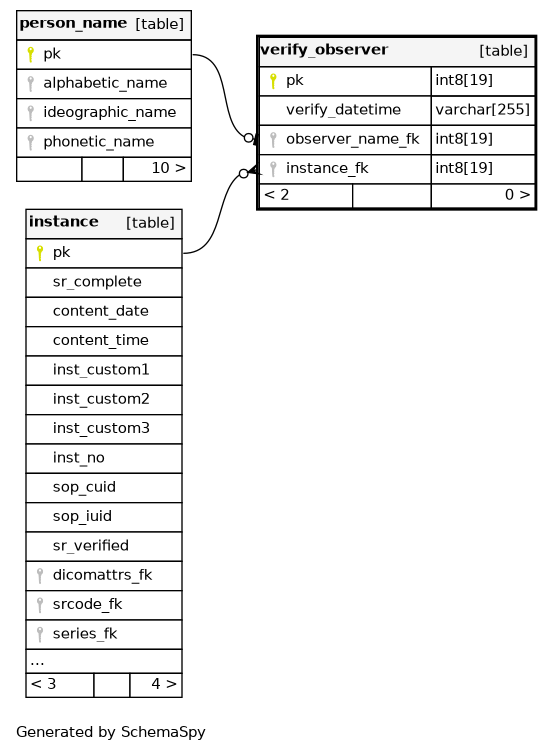 person_name [table]
pk
alphabetic_name
ideographic_name
phonetic_name
10 >
verify_observer [table]
pk int8[19]
verify_datetime varchar[255]
observer_name_fk int8[19]
instance_fk int8[19]
< 2 0 >
instance [table]
pk
sr_complete
content_date
content_time
inst_custom1
inst_custom2
inst_custom3
inst_no
sop_cuid
sop_iuid
sr_verified
dicomattrs_fk
srcode_fk
series_fk
...
< 3 4 >
Generated by SchemaSpy